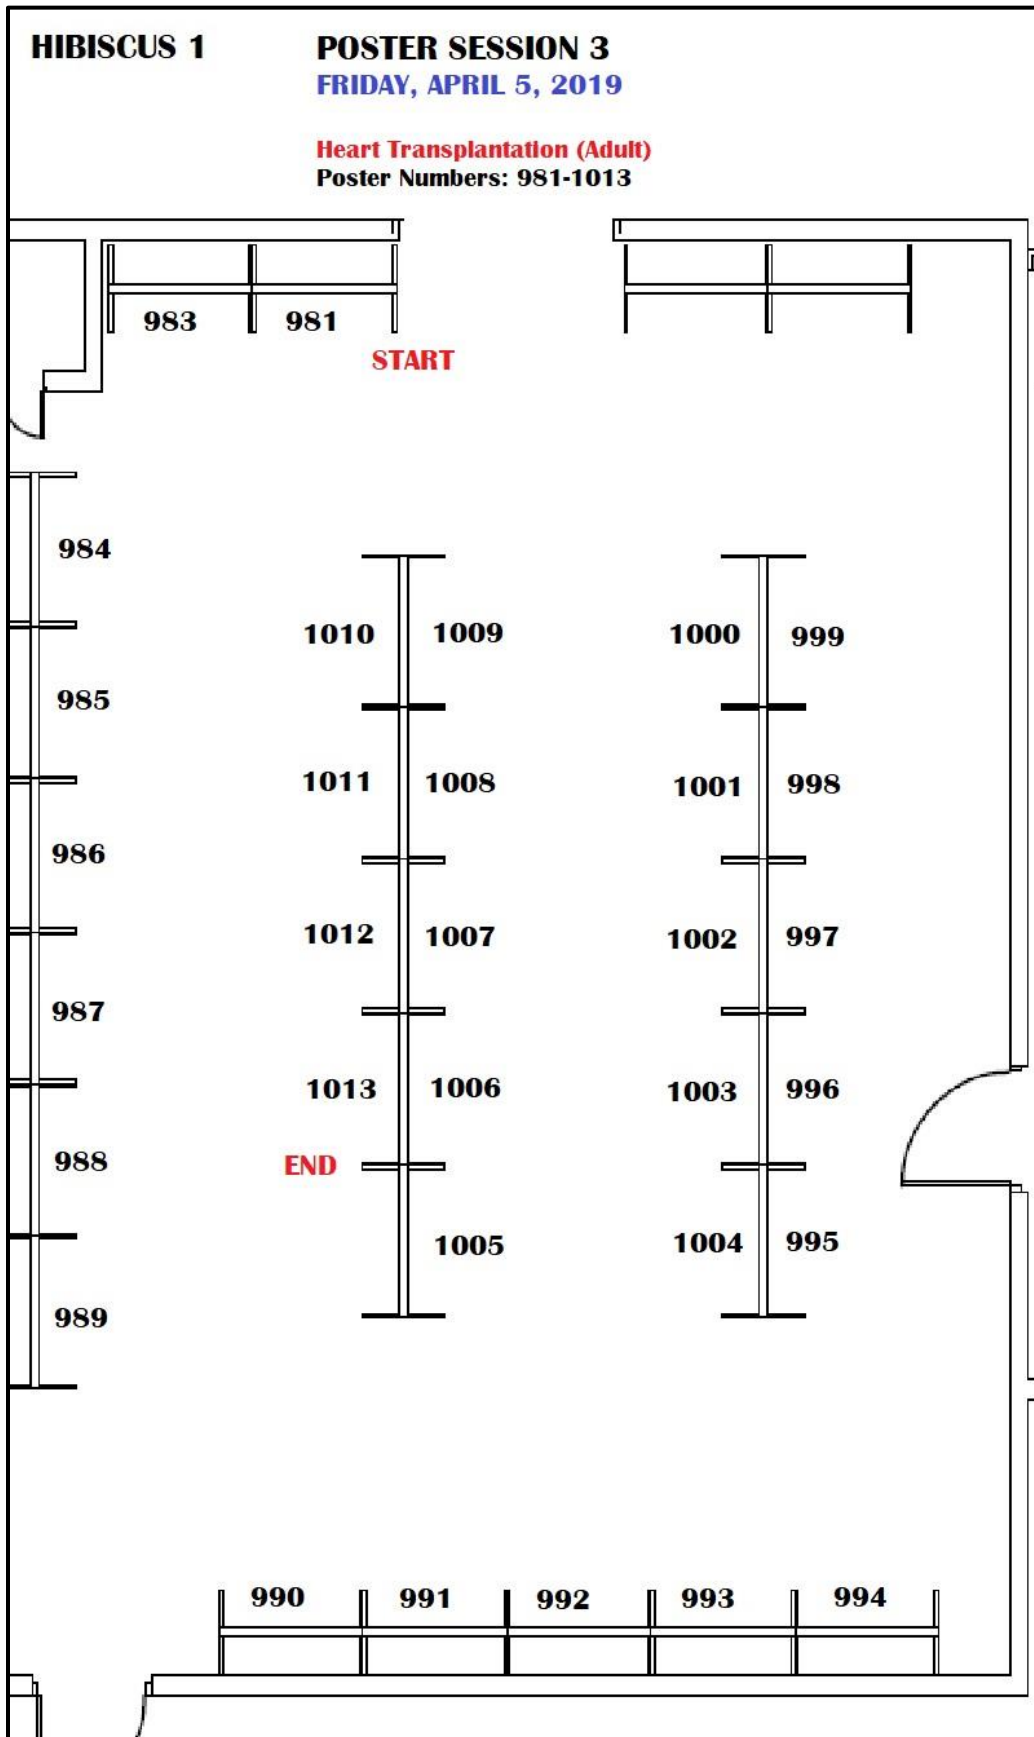 HIBISCUS 1
POSTER SESSION 3
FRIDAY, APRIL 5, 2019
Heart Transplantation (Adult)
Poster Numbers: 981-1013
983 981
START
984
985
986
987
988
989
1010 1009
1011 1008
1012 1007
1013 1006
END
1005
1000 999
1001 998
1002 997
1003 996
1004 995
990 991 992 993 994